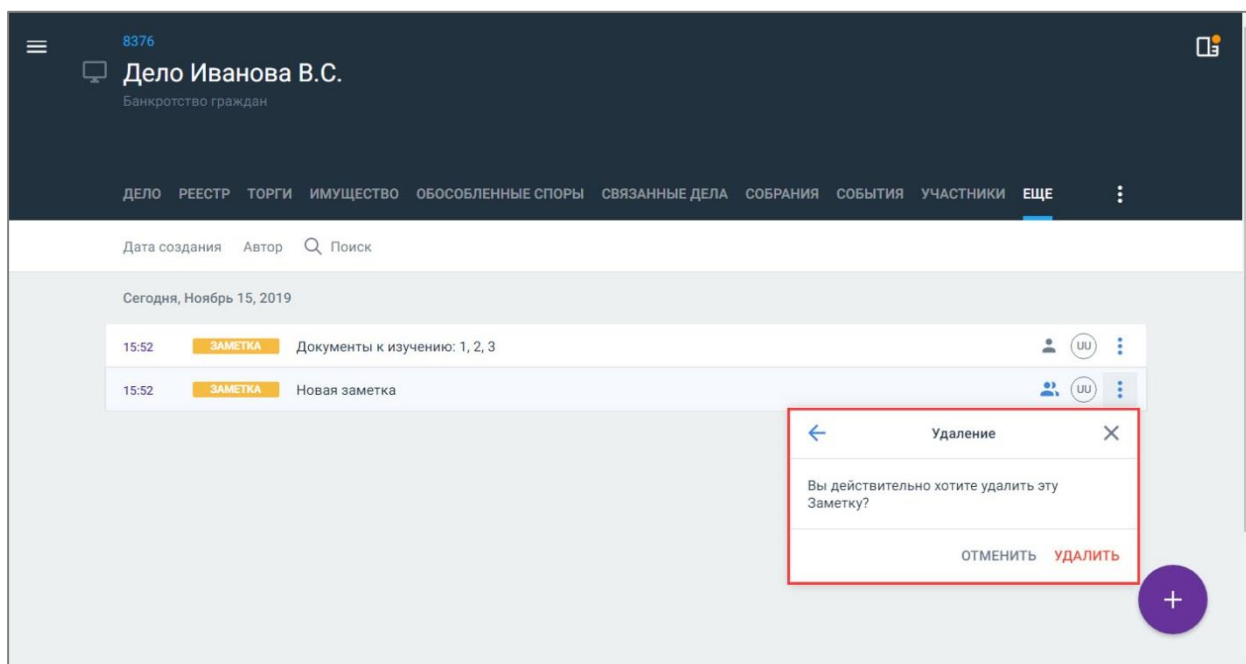 8376
Дело Иванова В.С.
Банкротство граждан
ДЕЛО РЕЕСТР ТОРГИ ИМУЩЕСТВО ОБОСОБЛЕННЫЕ СПОРЫ СВЯЗАННЫЕ ДЕЛА СОБРАНИЯ СОБЫТИЯ УЧАСТНИКИ ЕЩЕ
Дата создания Автор Поиск
Сегодня, Ноябрь 15, 2019
15:52 ЗАМЕТКА Документы к изучению: 1, 2, 3 UU
15:52 ЗАМЕТКА Новая заметка UU
Удаление
Вы действительно хотите удалить эту
Заметку?
ОТМЕНИТЬ УДАЛИТЬ